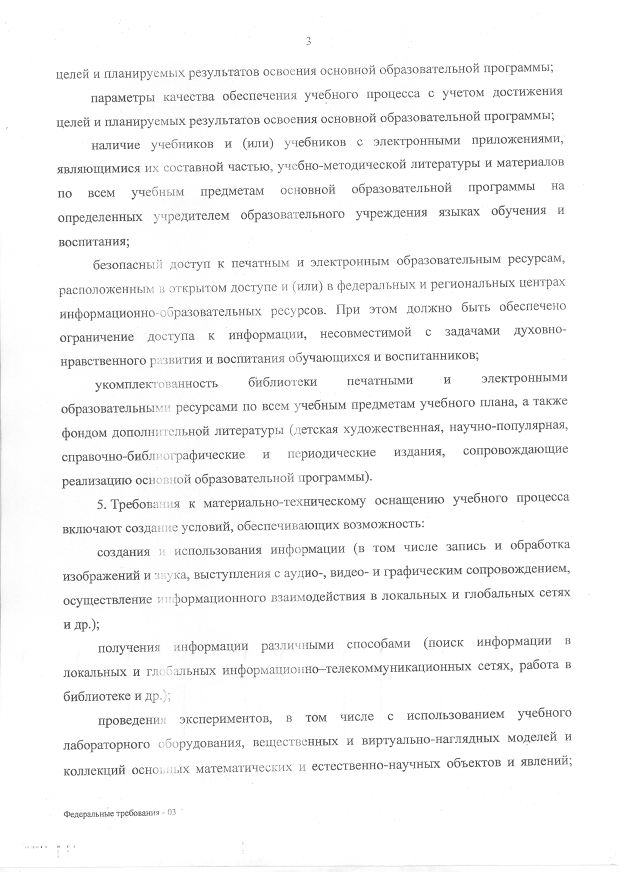 3
целей и планируемых результатов освоения основной образовательной программы;
параметры качества обеспечения учебного процесса с учетом достижения
целей и планируемых результатов освоения основной образовательной программы;
наличие учебников и (или) учебников с электронными приложениями,
являющимися их составной частью, учебно-методической литературы и материалов
по всем учебным предметам основной образовательной программы на
определенных учредителем образовательного учреждения языках обучения и
воспитания;
безопасный доступ к печатным и электронным образовательным ресурсам,
расположенным в открытом доступе и (или) в федеральных и региональных центрах
информационно-образовательных ресурсов. При этом должно быть обеспечено
ограничение доступа к информации, несовместимой с задачами духовно-
нравственного развития и воспитания обучающихся и воспитанников;
укомплектованность библиотеки печатными и электронными
образовательными ресурсами по всем учебным предметам учебного плана, а также
фондом дополнительной литературы (детская художественная, научно-популярная,
справочно-библиографические и периодические издания, сопровождающие
реализацию основной образовательной программы).
5. Требования к материально-техническому оснащению учебного процесса
включают создание условий, обеспечивающих возможность:
создания и использования информации (в том числе запись и обработка
изображений и звука, выступления с аудио-, видео- и графическим сопровождением,
осуществление информационного взаимодействия в локальных и глобальных сетях
и др.);
получения информации различными способами (поиск информации в
локальных и глобальных информационно–телекоммуникационных сетях, работа в
библиотеке и др.);
проведения экспериментов, в том числе с использованием учебного
лабораторного оборудования, вещественных и виртуально-наглядных моделей и
коллекций основных математических и естественно-научных объектов и явлений;
Федеральные требования - 03